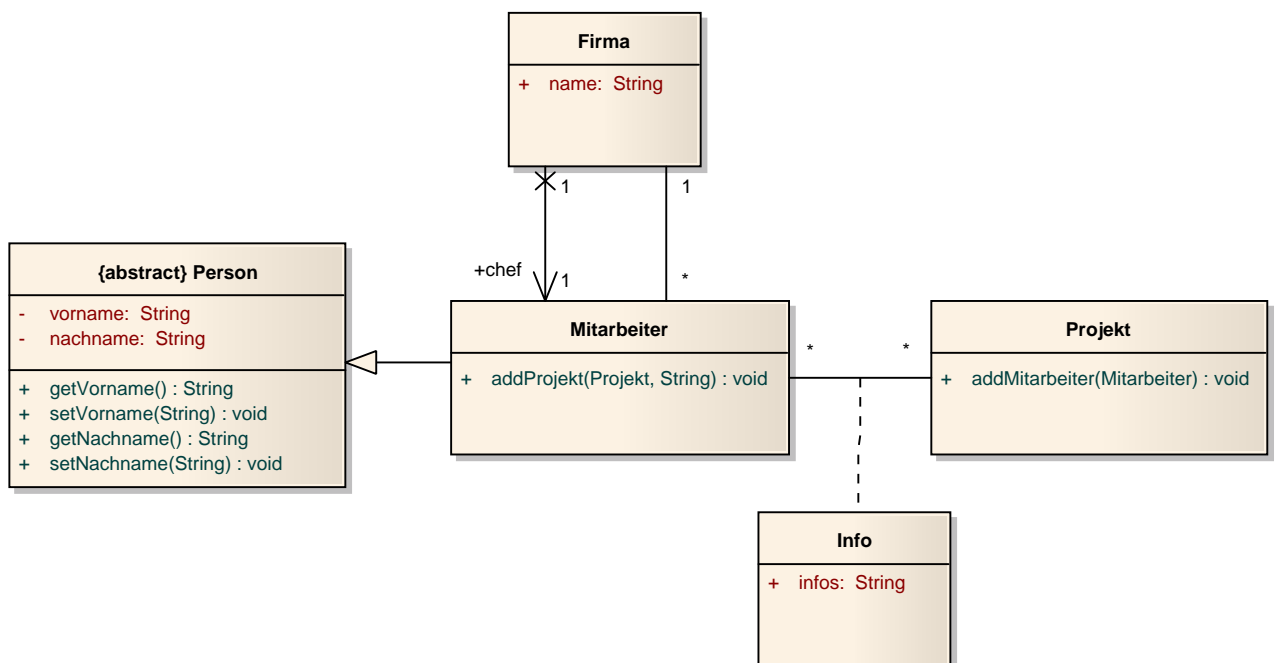 Firma
+ name: String
1
1
+chef
1
*
{abstract} Person
- vorname: String
- nachname: String
+ getVorname() : String
+ setVorname(String) : void
+ getNachname() : String
+ setNachname(String) : void
Mitarbeiter
+ addProjekt(Projekt, String) : void
*
*
Projekt
+ addMitarbeiter(Mitarbeiter) : void
Info
+ infos: String